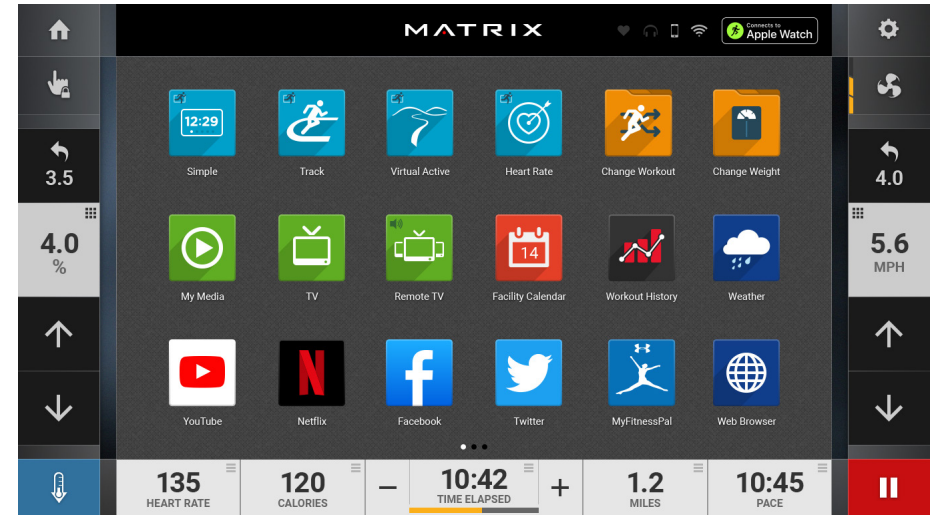 MATRIX
Connects to
Apple Watch
3.5
4.0
%
4.0
5.6
MPH
12:29
Simple
Track
Virtual Active
Heart Rate
Change Workout
Change Weight
14
My Media
TV
Remote TV
Facility Calendar
Workout History
Weather
N
f
YouTube
Netflix
Facebook
Twitter
MyFitnessPal
Web Browser
135
HEART RATE
120
CALORIES
–
10:42
TIME ELAPSED
+
1.2
MILES
10:45
PACE